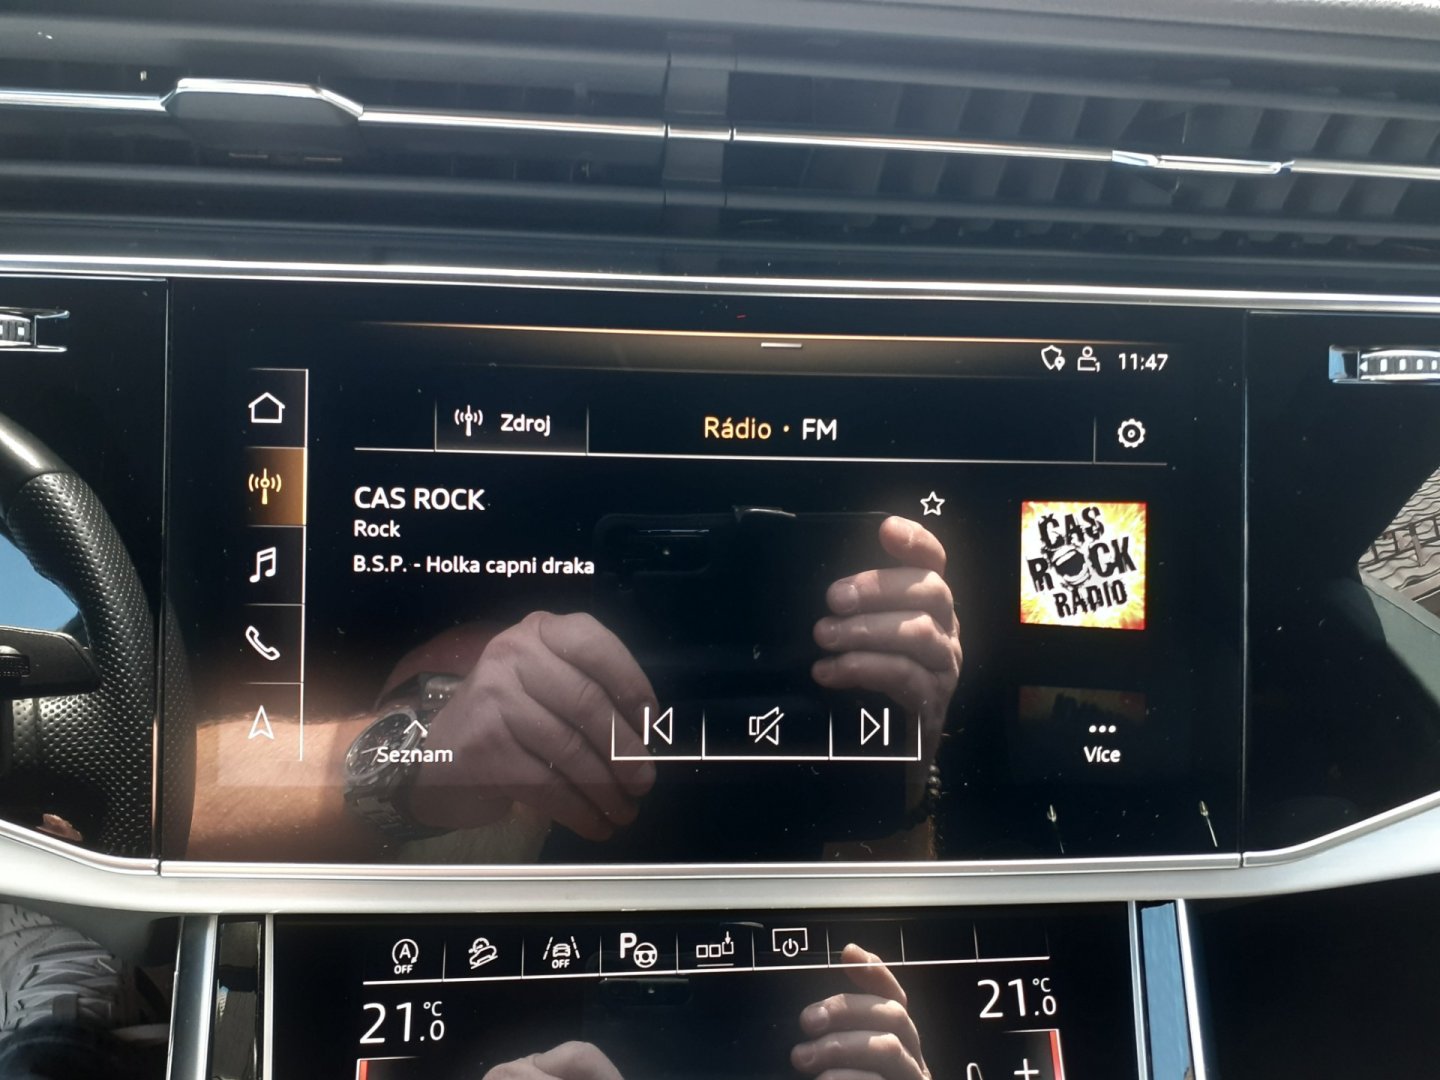 11:47
Zdroj
Rádio • FM
CAS ROCK
Rock
B.S.P. - Holka capni draka
ČAS
ROCK
RÁDIO
Seznam
Více
A
OFF
OFF
P
21.0 °C
21.0 °C